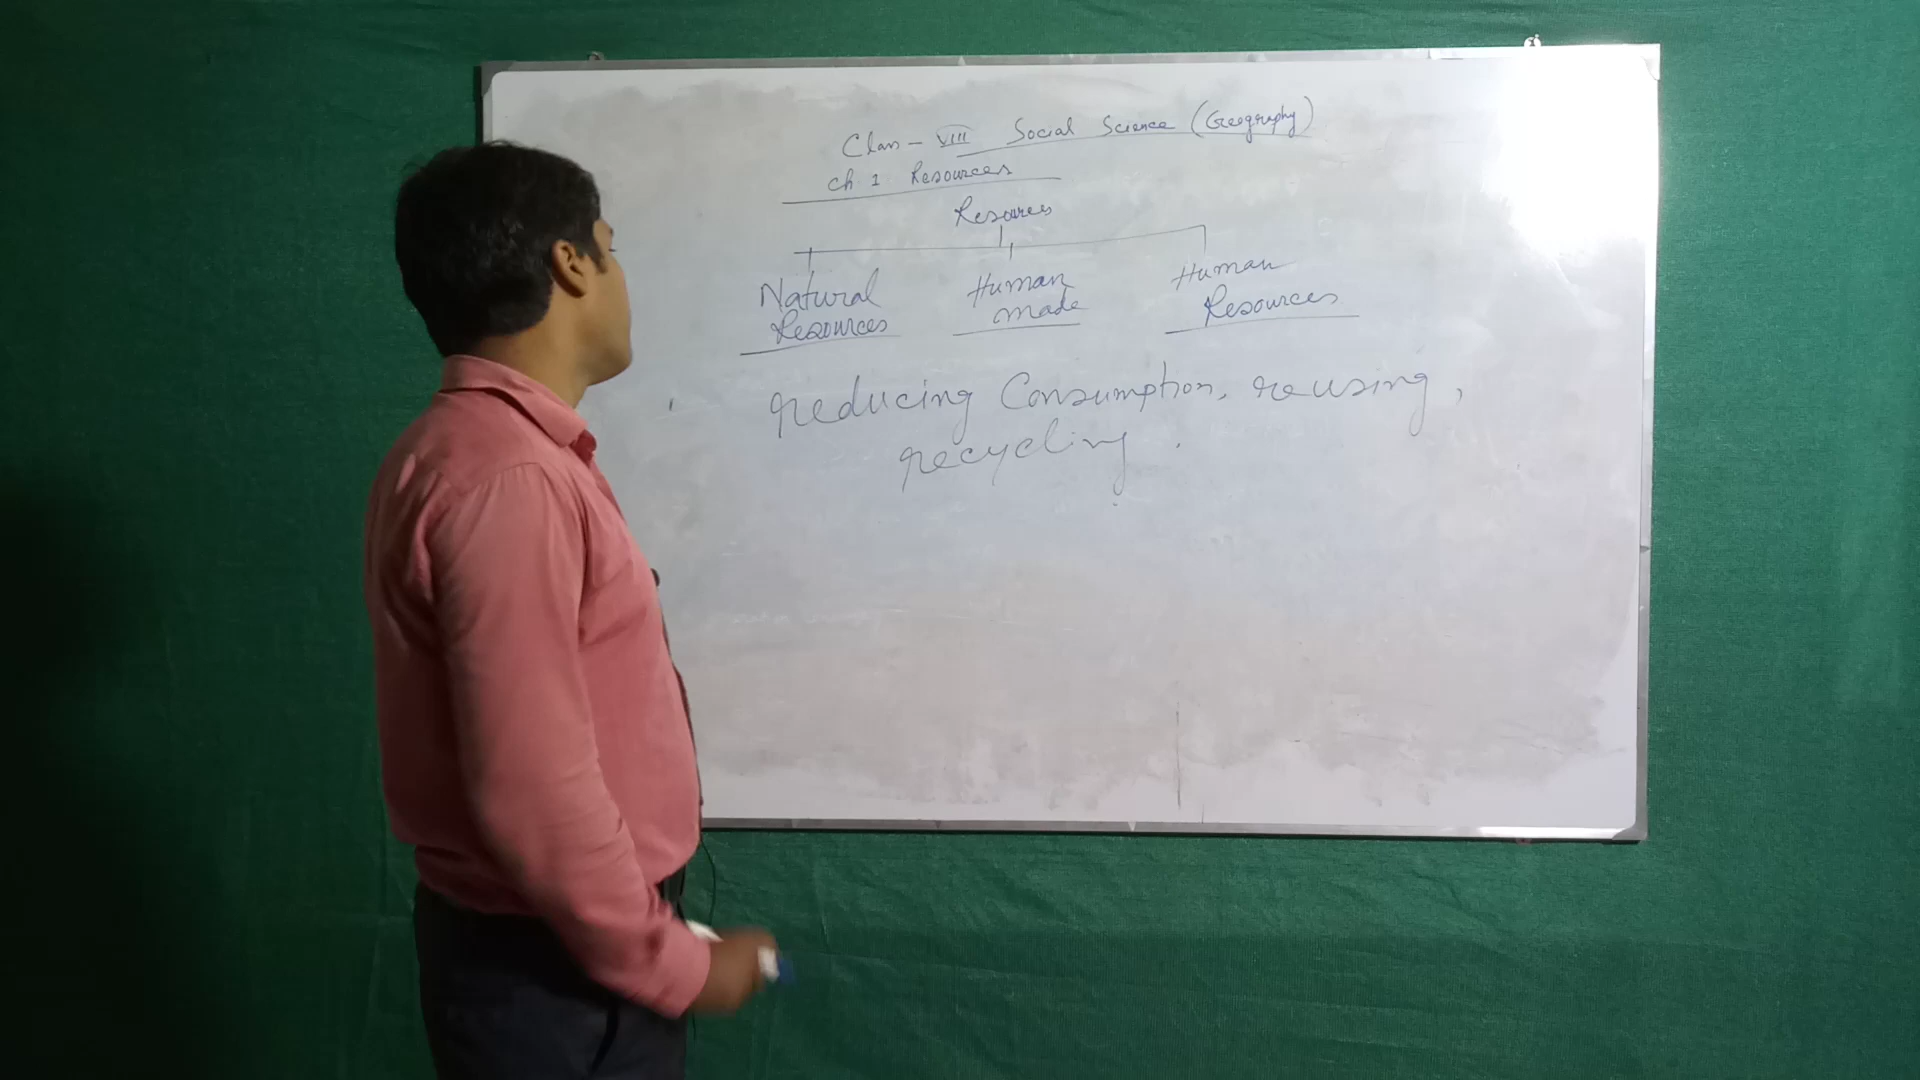 Class - VIII Social Science (Geography)
Ch. 1 Resources
Resources
Natural Human Human
Resources made Resources
reducing Consumption, reusing,
recycling.